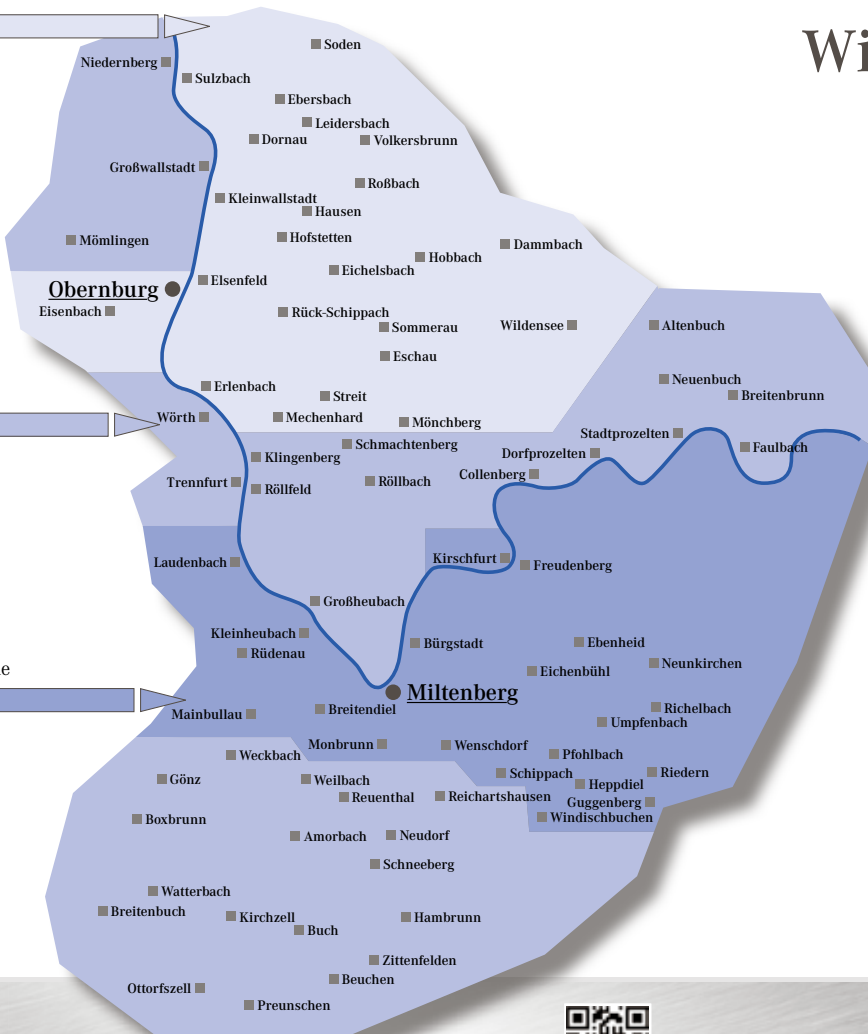 Wi
Soden
Niedernberg
Sulzbach
Ebersbach
Leidersbach
Dornau
Volkersbrunn
Großwallstadt
Roßbach
Kleinwallstadt
Hausen
Mömlingen
Hofstetten
Dammbach
Hobbach
Eichelsbach
Elsenfeld
Obernburg
Eisenbach
Rück-Schippach
Sommerau
Wildensee
Altenbuch
Eschau
Neuenbuch
Erlenbach
Streit
Breitenbrunn
Wörth
Mechenhard
Mönchberg
Stadtprozelten
Schmachtenberg
Faulbach
Klingenberg
Dorfprozelten
Collenberg
Trennfurt
Röllfeld
Röllbach
Laudenbach
Kirschfurt
Freudenberg
Großheubach
Kleinheubach
Bürgstadt
Ebenheid
Rüdenau
Neunkirchen
e
Eichenbühl
Miltenberg
Mainbullau
Breitendiel
Richelbach
Umpfenbach
Monbrunn
Wenschdorf
Weckbach
Pfohlbach
Gönz
Weilbach
Schippach
Riedern
Heppdiel
Reuenthal
Reichartshausen
Guggenberg
Boxbrunn
Windischbuchen
Amorbach
Neudorf
Schneeberg
Watterbach
Breitenbuch
Kirchzell
Hambrunn
Buch
Zittenfelden
Beuchen
Ottorfszell
Preunschen